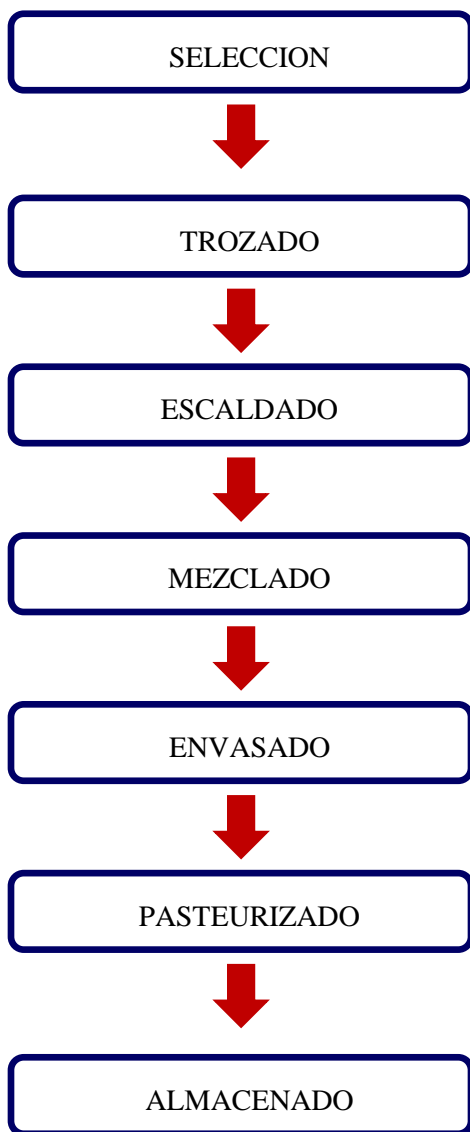 SELECCION
TROZADO
ESCALDADO
MEZCLADO
ENVASADO
PASTEURIZADO
ALMACENADO